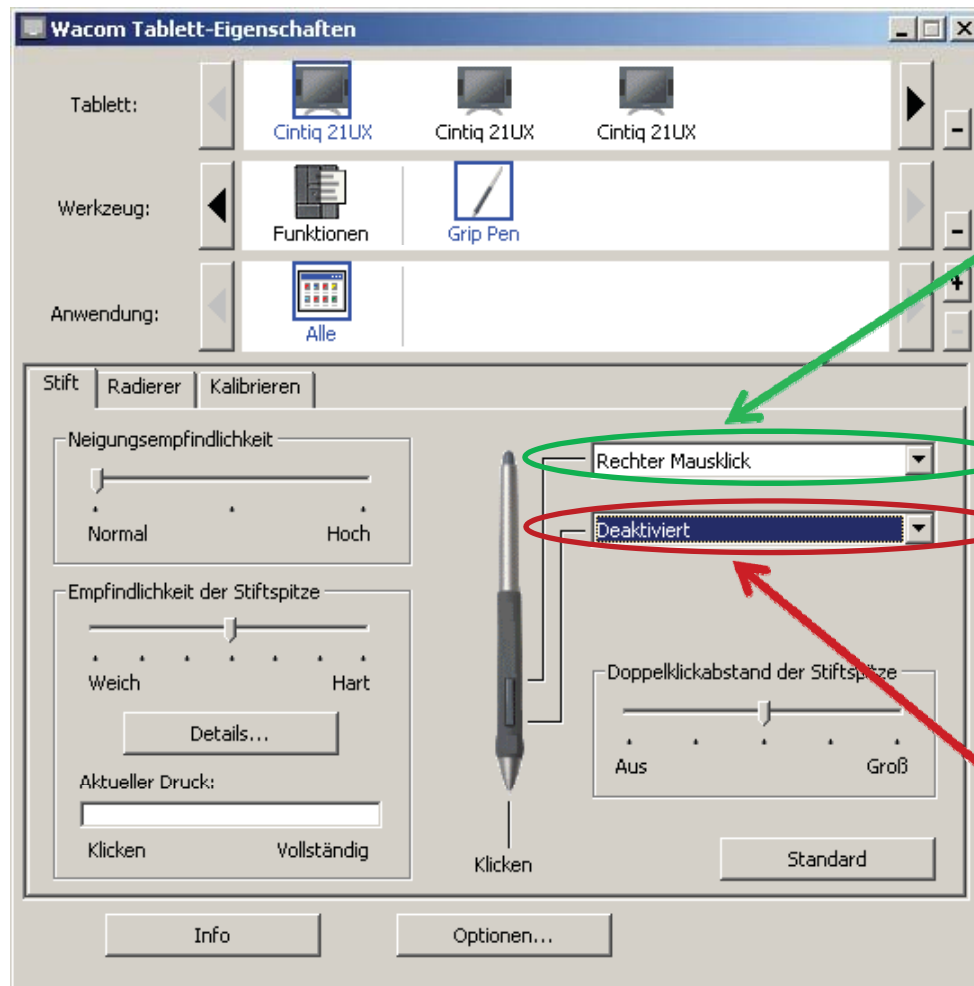 Wacom Tablett-Eigenschaften
Tablett:
Cintiq 21UX
Cintiq 21UX
Cintiq 21UX
Werkzeug:
Funktionen
Grip Pen
Anwendung:
Alle
Stift
Radierer
Kalibrieren
Neigungsempfindlichkeit
Normal
Hoch
Rechter Mausklick
Deaktiviert
Empfindlichkeit der Stiftspitze
Weich
Hart
Details...
Aktueller Druck:
Klicken
Vollständig
Klicken
Doppelklickabstand der Stiftspitze
Aus
Groß
Standard
Info
Optionen...